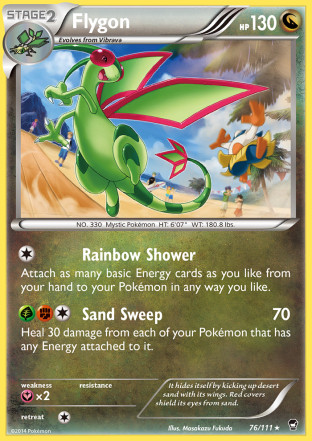 STAGE2
Flygon
HP 130
Evolves from Vibrava
NO. 330 Mystic Pokémon HT: 6'07" WT: 180.8 lbs.
Rainbow Shower
Attach as many basic Energy cards as you like from
your hand to your Pokémon in any way you like.
Sand Sweep 70
Heal 30 damage from each of your Pokémon that has
any Energy attached to it.
weakness resistance
×2
retreat
It hides itself by kicking up desert
sand with its wings. Red covers
shield its eyes from sand.
Illus. Masakazu Fukuda
76/111 ★
©2014 Pokémon